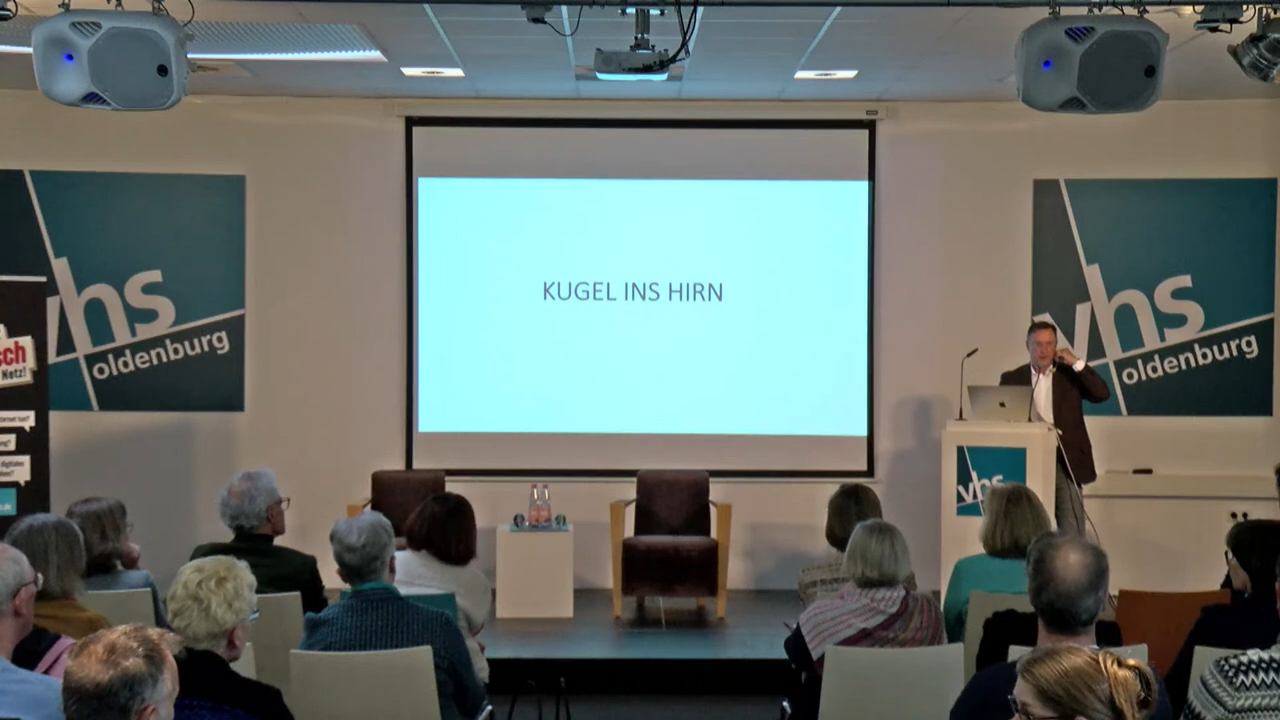 KUGEL INS HIRN
vhs
oldenburg
vhs
oldenburg
sch
Netz!
vhs